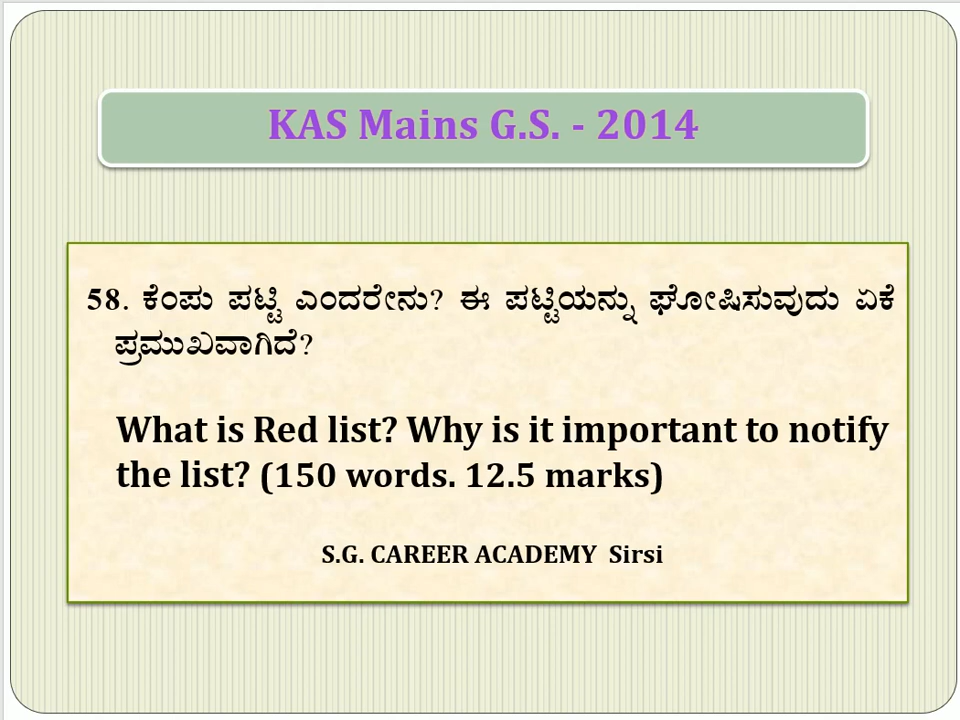 KAS Mains G.S. - 2014
58. ಕೆಂಪು ಪಟ್ಟಿ ಎಂದರೇನು? ಈ ಪಟ್ಟಿಯನ್ನು ಘೋಷಿಸುವುದು ಏಕೆ
ಪ್ರಮುಖವಾಗಿದೆ?
What is Red list? Why is it important to notify
the list? (150 words. 12.5 marks)
S.G. CAREER ACADEMY Sirsi